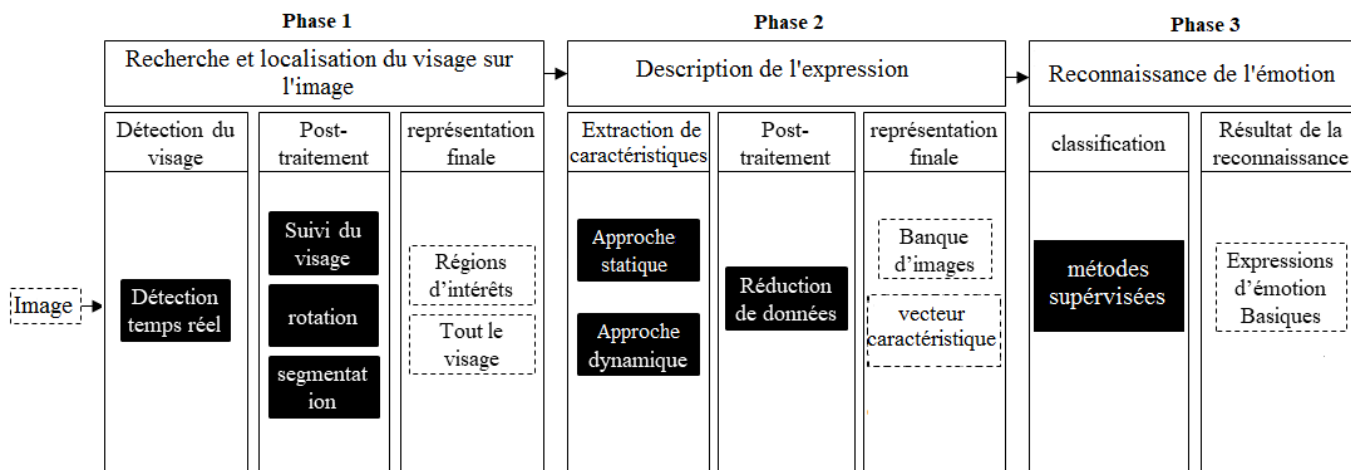 Phase 1
Phase 2
Phase 3
Recherche et localisation du visage sur
l'image
Description de l'expression
Reconnaissance de l'émotion
Détection du
visage
Post-
traitement
représentation
finale
Extraction de
caractéristiques
Post-
traitement
représentation
finale
classification
Résultat de la
reconnaissance
Image
Détection
temps réel
Suivi du
visage
rotation
segmentat
ion
Régions
d’intérêts
Tout le
visage
Approche
statique
Approche
dynamique
Réduction
de données
Banque
d’images
vecteur
caractéristique
métodes
supérvisées
Expressions
d’émotion
Basiques